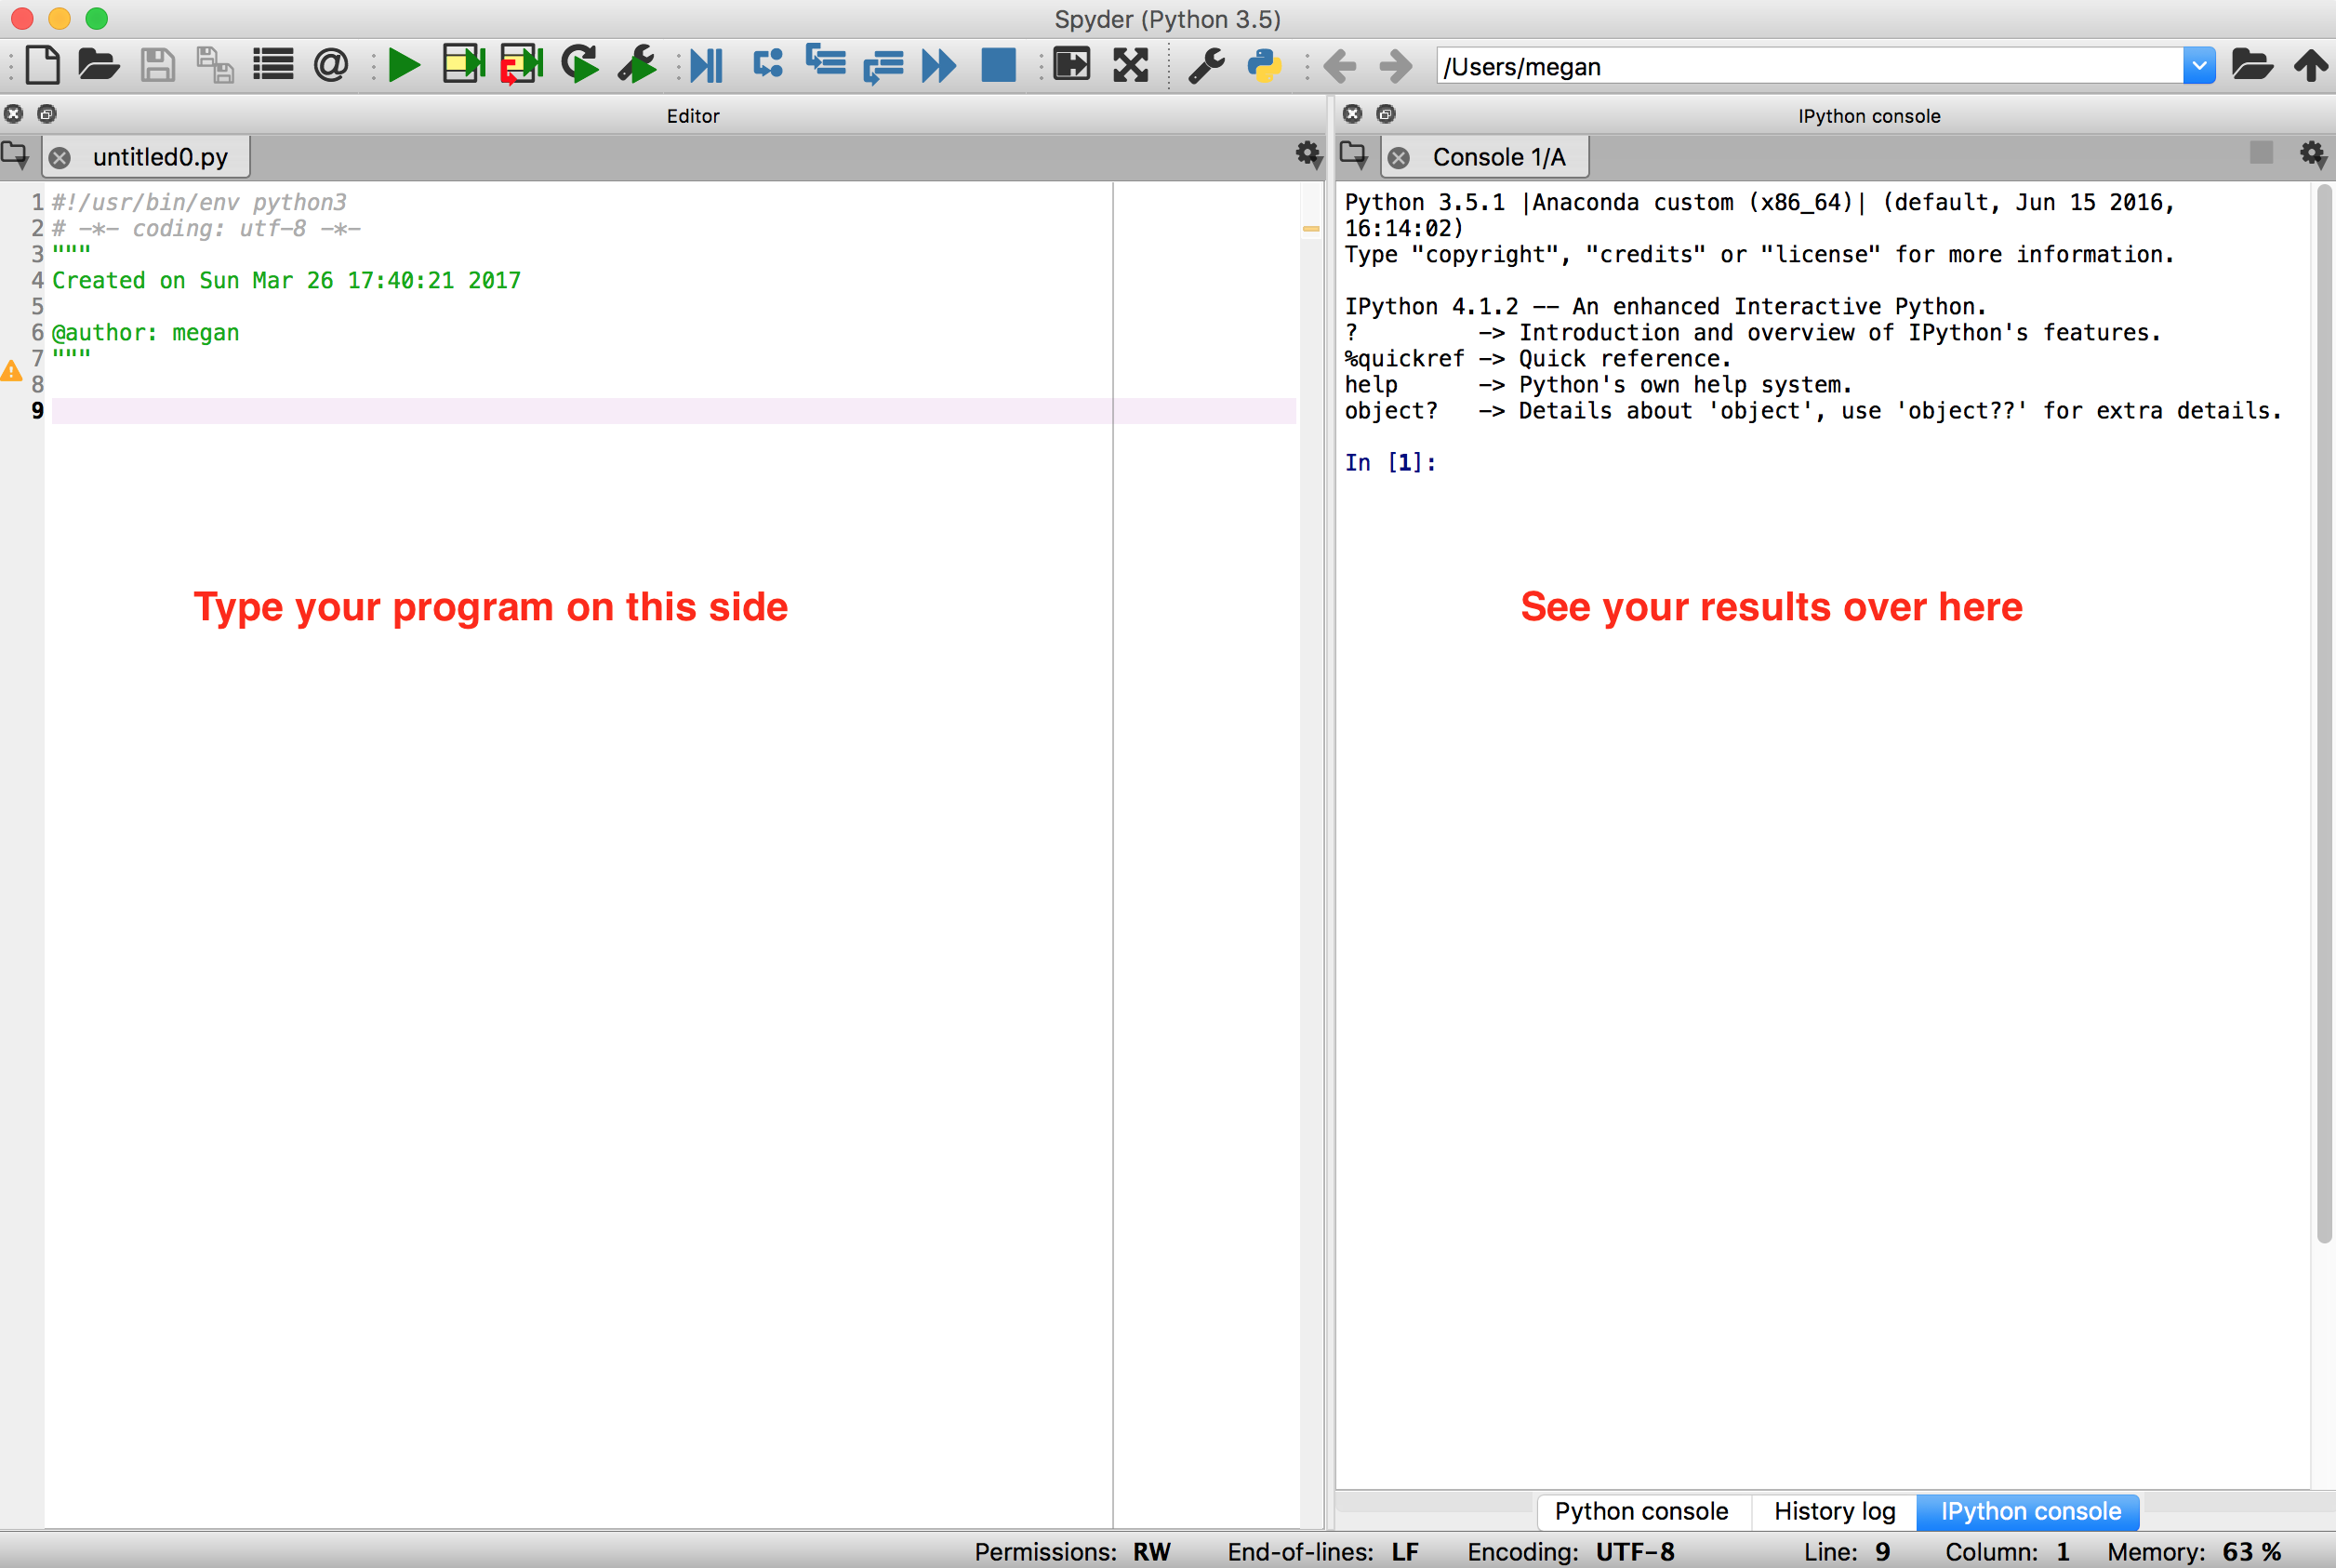 Spyder (Python 3.5)
/Users/megan
Editor
untitled0.py
1 #!/usr/bin/env python3
2 # -*- coding: utf-8 -*-
3 """
4 Created on Sun Mar 26 17:40:21 2017
5
6 @author: megan
7 """
8
9
Type your program on this side
IPython console
Console 1/A
Python 3.5.1 |Anaconda custom (x86_64)| (default, Jun 15 2016,
16:14:02)
Type "copyright", "credits" or "license" for more information.
IPython 4.1.2 -- An enhanced Interactive Python.
?         -> Introduction and overview of IPython's features.
%quickref -> Quick reference.
help      -> Python's own help system.
object?   -> Details about 'object', use 'object??' for extra details.
In [1]:
See your results over here
Python console History log IPython console
Permissions: RW End-of-lines: LF Encoding: UTF-8 Line: 9 Column: 1 Memory: 63 %